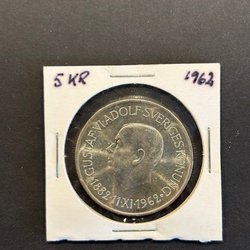 5 KR 1962
GUSTAF VI ADOLF · SVERIGES KONUNG
1882 · 11 · XI · 1962